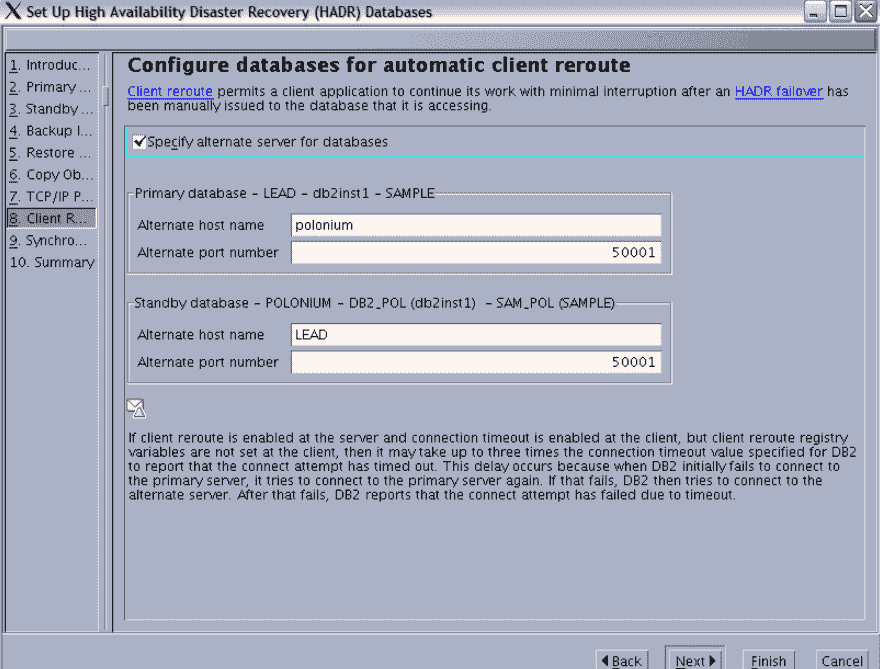 Set Up High Availability Disaster Recovery (HADR) Databases
1. Introduc...
2. Primary ...
3. Standby ...
4. Backup I...
5. Restore ...
6. Copy Ob...
7. TCP/IP P...
8. Client R...
9. Synchro...
10. Summary
Configure databases for automatic client reroute
Client reroute permits a client application to continue its work with minimal interruption after an HADR failover has
been manually issued to the database that it is accessing.
Specify alternate server for databases
Primary database - LEAD - db2inst1 - SAMPLE
Alternate host name polonium
Alternate port number 50001
Standby database - POLONIUM - DB2_POL (db2inst1) - SAM_POL (SAMPLE)
Alternate host name LEAD
Alternate port number 50001
If client reroute is enabled at the server and connection timeout is enabled at the client, but client reroute registry
variables are not set at the client, then it may take up to three times the connection timeout value specified for DB2
to report that the connect attempt has timed out. This delay occurs because when DB2 initially fails to connect to
the primary server, it tries to connect to the primary server again. If that fails, DB2 then tries to connect to the
alternate server. After that fails, DB2 reports that the connect attempt has failed due to timeout.
Back Next Finish Cancel